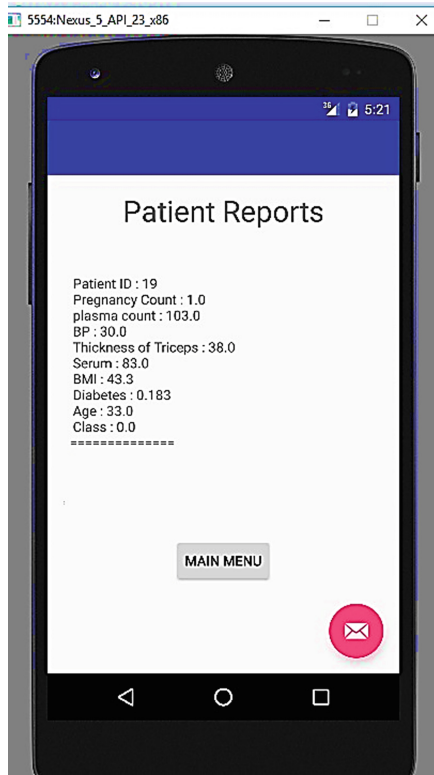 5554:Nexus_5_API_23_x86
36 5:21
Patient Reports
Patient ID : 19
Pregnancy Count : 1.0
plasma count : 103.0
BP : 30.0
Thickness of Triceps : 38.0
Serum : 83.0
BMI : 43.3
Diabetes : 0.183
Age : 33.0
Class : 0.0
==============
MAIN MENU